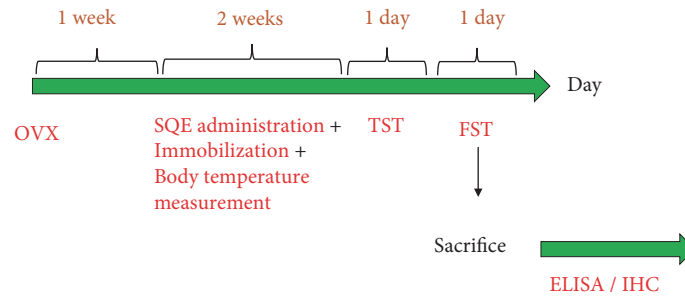 1 week 2 weeks 1 day 1 day
Day
OVX SQE administration + TST FST
Immobilization +
Body temperature
measurement
Sacrifice
ELISA / IHC